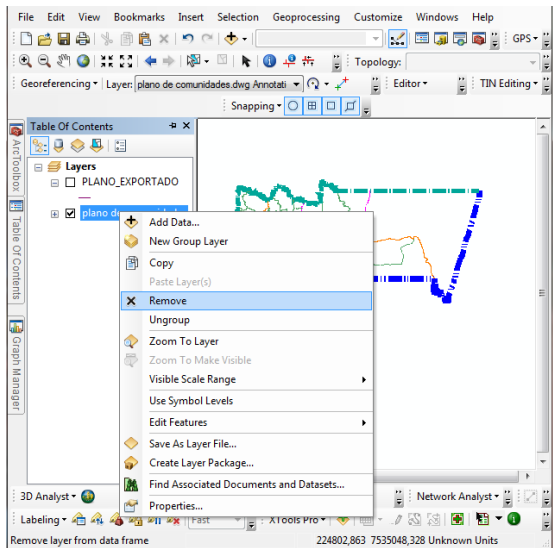 File Edit View Bookmarks Insert Selection Geoprocessing Customize Windows Help
GPS
Topology:
Georeferencing Layer: plano de comunidades.dwg Annotati Editor TIN Editing
Snapping
Table Of Contents
ArcToolbox
Table Of Contents
Graph Manager
Layers
PLANO_EXPORTADO
plano de
Add Data...
New Group Layer
Copy
Paste Layer(s)
Remove
Ungroup
Zoom To Layer
Zoom To Make Visible
Visible Scale Range
Use Symbol Levels
Edit Features
Save As Layer File...
Create Layer Package...
Find Associated Documents and Datasets...
Properties...
3D Analyst Network Analyst
Labeling Fast XTools Pro
Remove layer from data frame 224802,863 7535048,328 Unknown Units